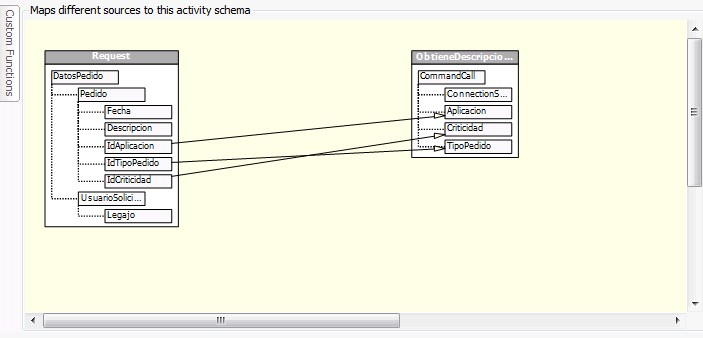 Maps different sources to this activity schema
Custom Functions
Request
DatosPedido
Pedido
Fecha
Descripcion
IdAplicacion
IdTipoPedido
IdCriticidad
UsuarioSolici...
Legajo
ObtieneDescripcio...
CommandCall
ConnectionS...
Aplicacion
Criticidad
TipoPedido